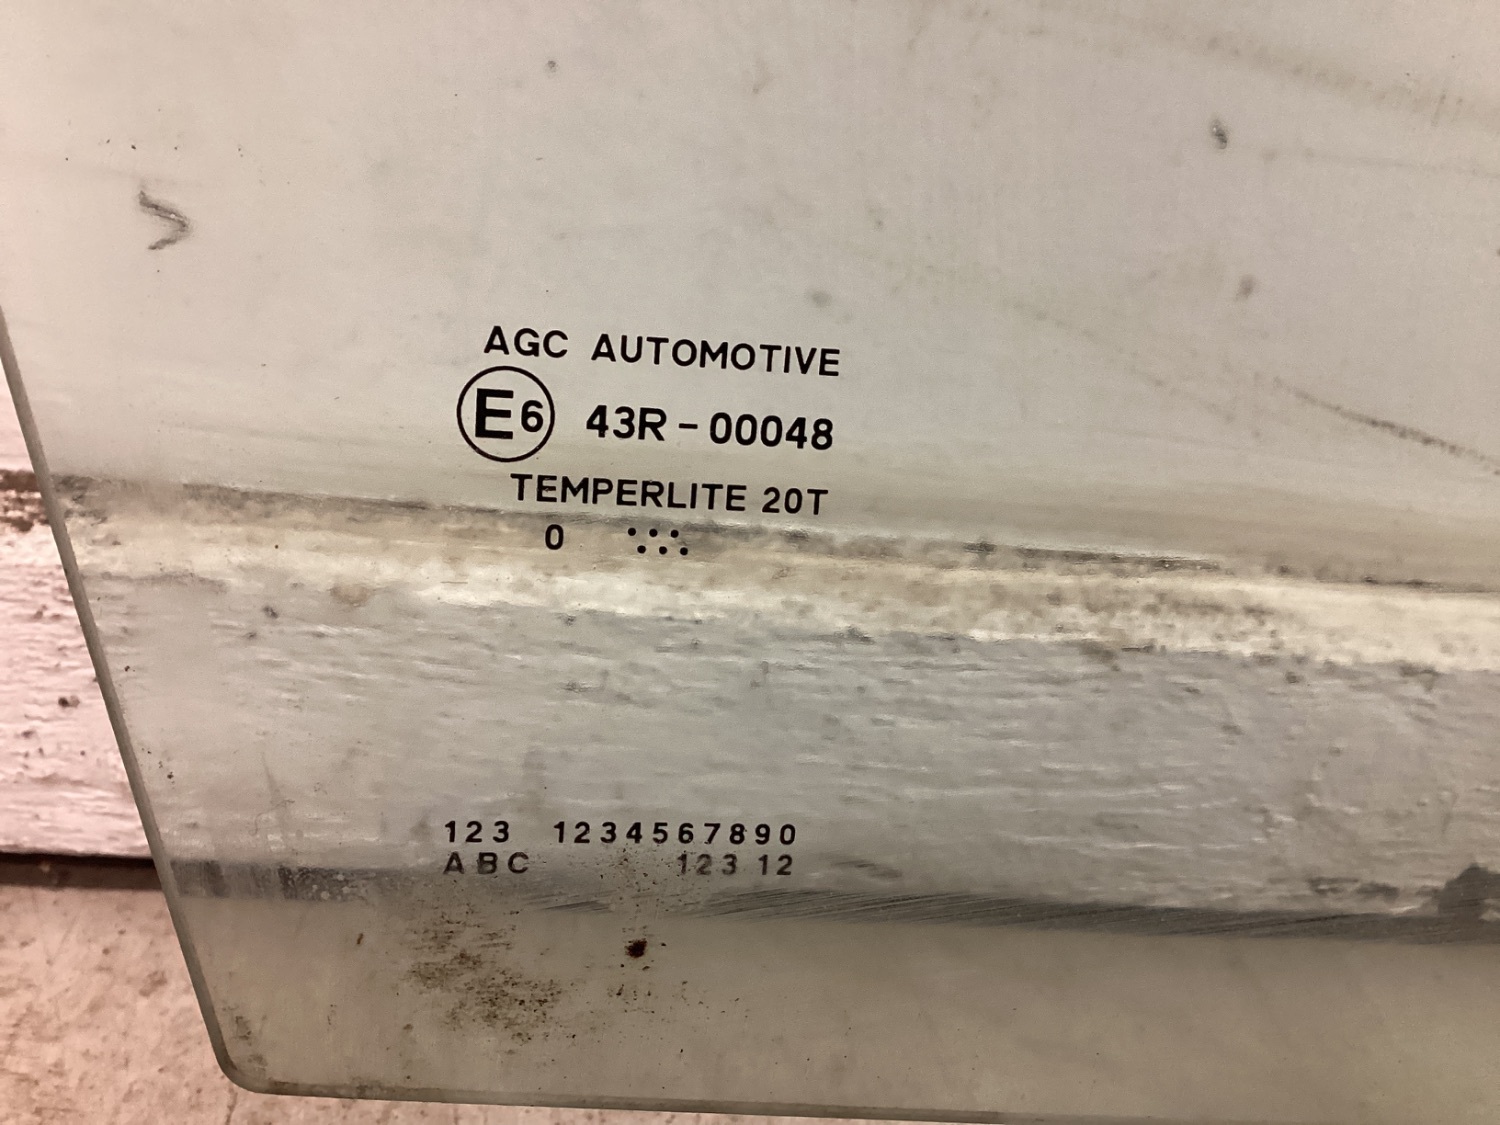 AGC AUTOMOTIVE
E6 43R-00048
TEMPERLITE 20T
0
123 1234567890
ABC 123 12